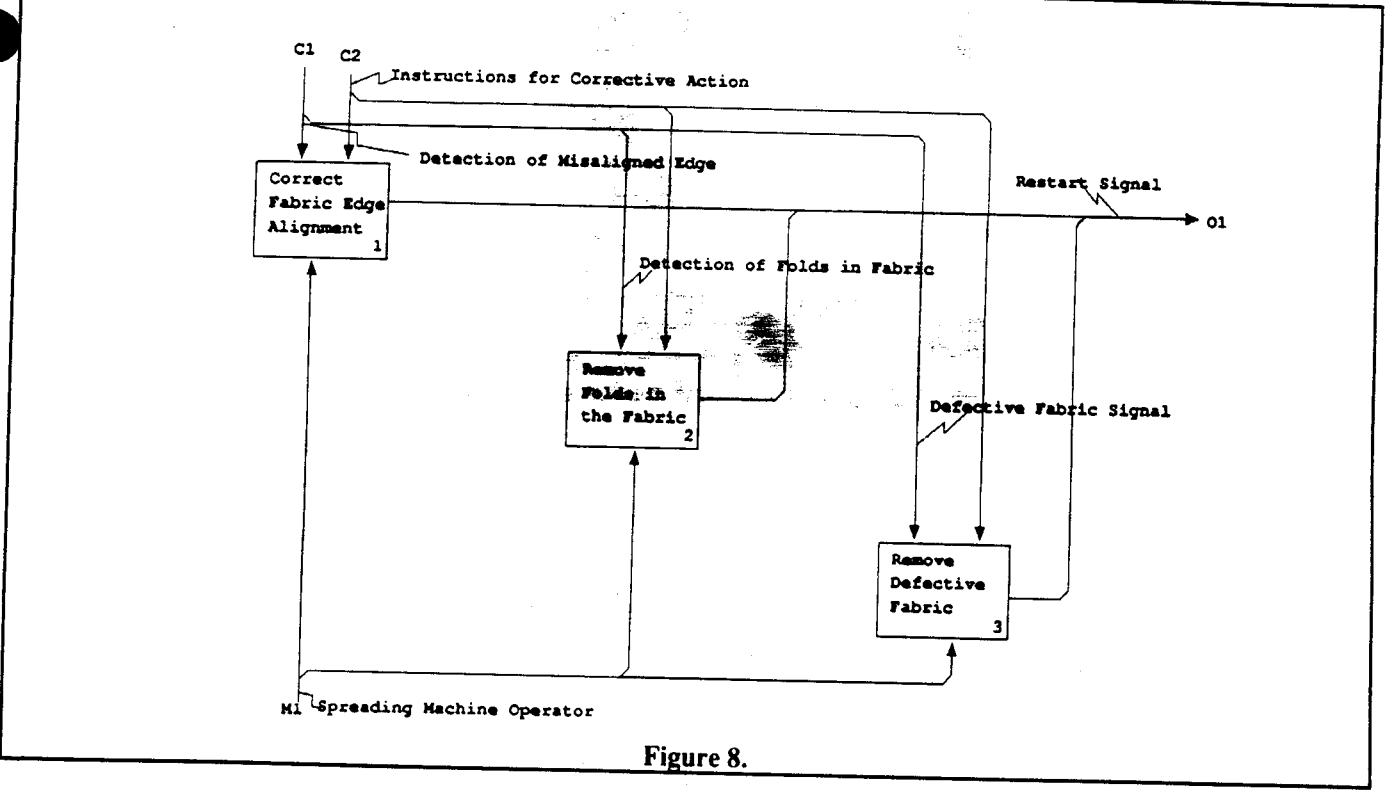 C1
C2
Instructions for Corrective Action
Detection of Misaligned Edge
Correct
Fabric Edge
Alignment
1
Restart Signal
O1
Detection of Folds in Fabric
Remove
Folds in
the Fabric
2
Defective Fabric Signal
Remove
Defective
Fabric
3
M1
Spreading Machine Operator
Figure 8.